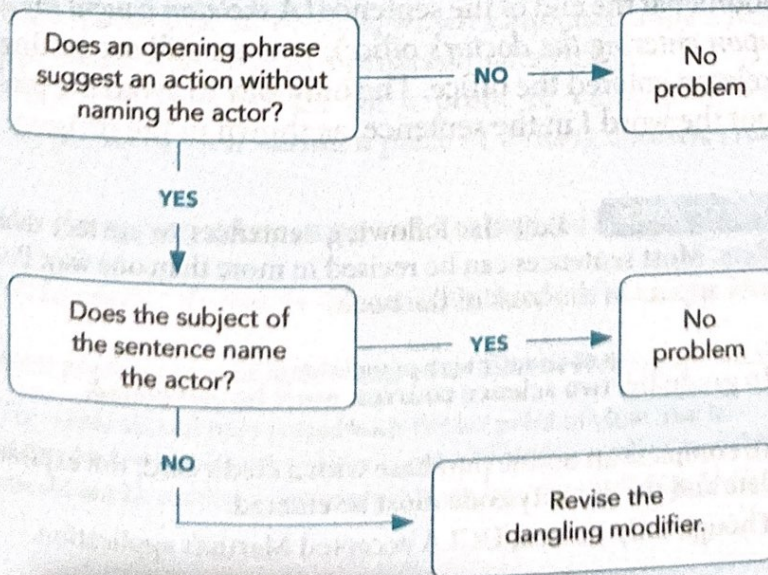 Does an opening phrase
suggest an action without
naming the actor?
NO
No
problem
YES
Does the subject of
the sentence name
the actor?
YES
No
problem
NO
Revise the
dangling modifier.